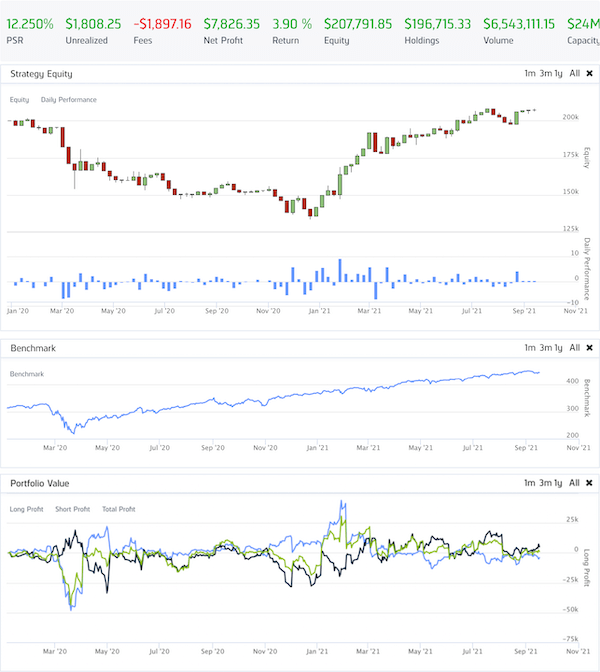 12.250% $1,808.25 -$1,897.16 $7,826.35 3.90 % $207,791.85 $196,715.33 $6,543,111.15 $24M
PSR Unrealized Fees Net Profit Return Equity Holdings Volume Capacity
Strategy Equity 1m 3m 1y All ✖
Equity Daily Performance
200k
175k
150k
125k
Equity
10
0
-10
Daily Performance
Jan '20 Mar '20 May '20 Jul '20 Sep '20 Nov '20 Jan '21 Mar '21 May '21 Jul '21 Sep '21 Nov '21
Benchmark 1m 3m 1y All ✖
Benchmark
400
200
Benchmark
Mar '20 May '20 Jul '20 Sep '20 Nov '20 Jan '21 Mar '21 May '21 Jul '21 Sep '21 Nov '21
Portfolio Value 1m 3m 1y All ✖
Long Profit Short Profit Total Profit
25k
0
-25k
-50k
-75k
Long Profit
Mar '20 May '20 Jul '20 Sep '20 Nov '20 Jan '21 Mar '21 May '21 Jul '21 Sep '21 Nov '21